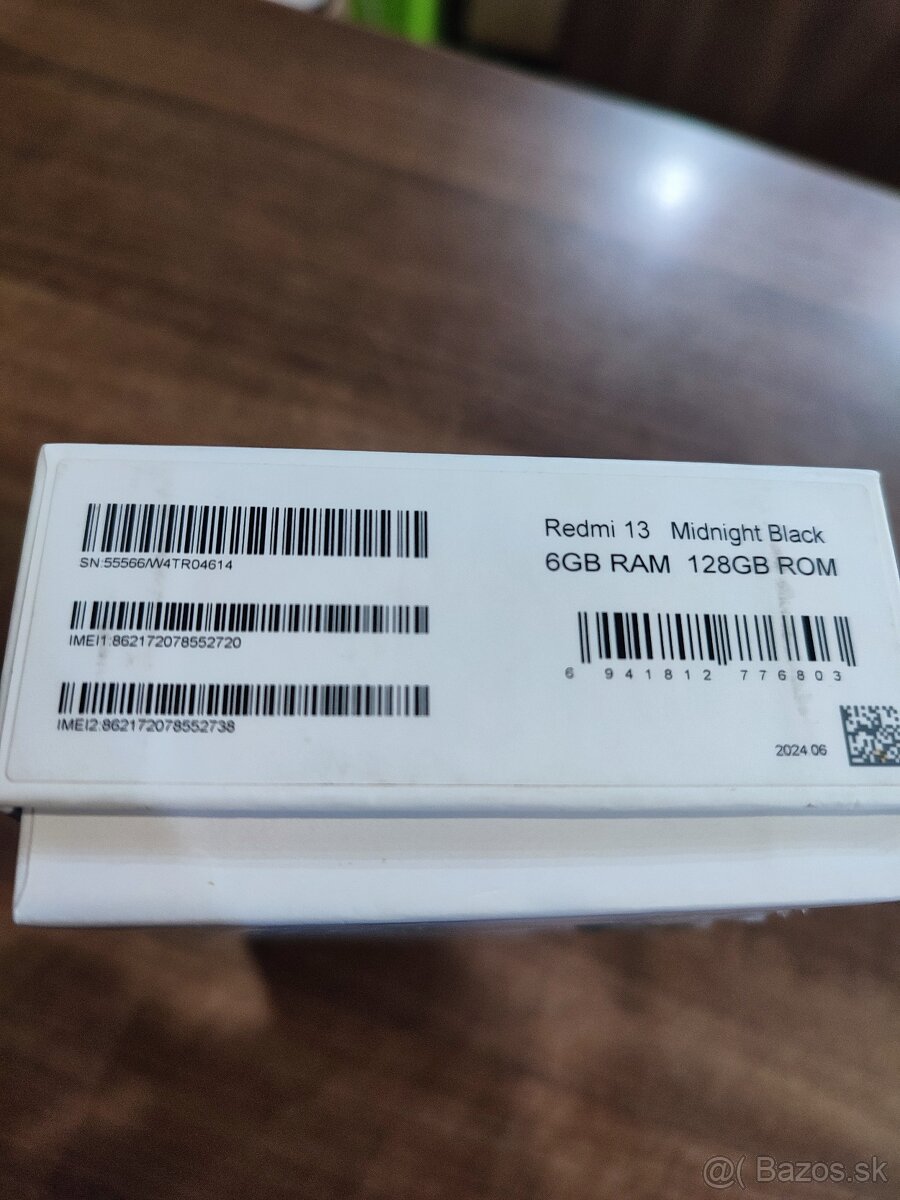 SN:55566/W4TR04614
IMEI1:862172078552720
IMEI2:862172078552738
Redmi 13 Midnight Black
6GB RAM 128GB ROM
6 941812 776803
2024 06
@( Bazos.sk